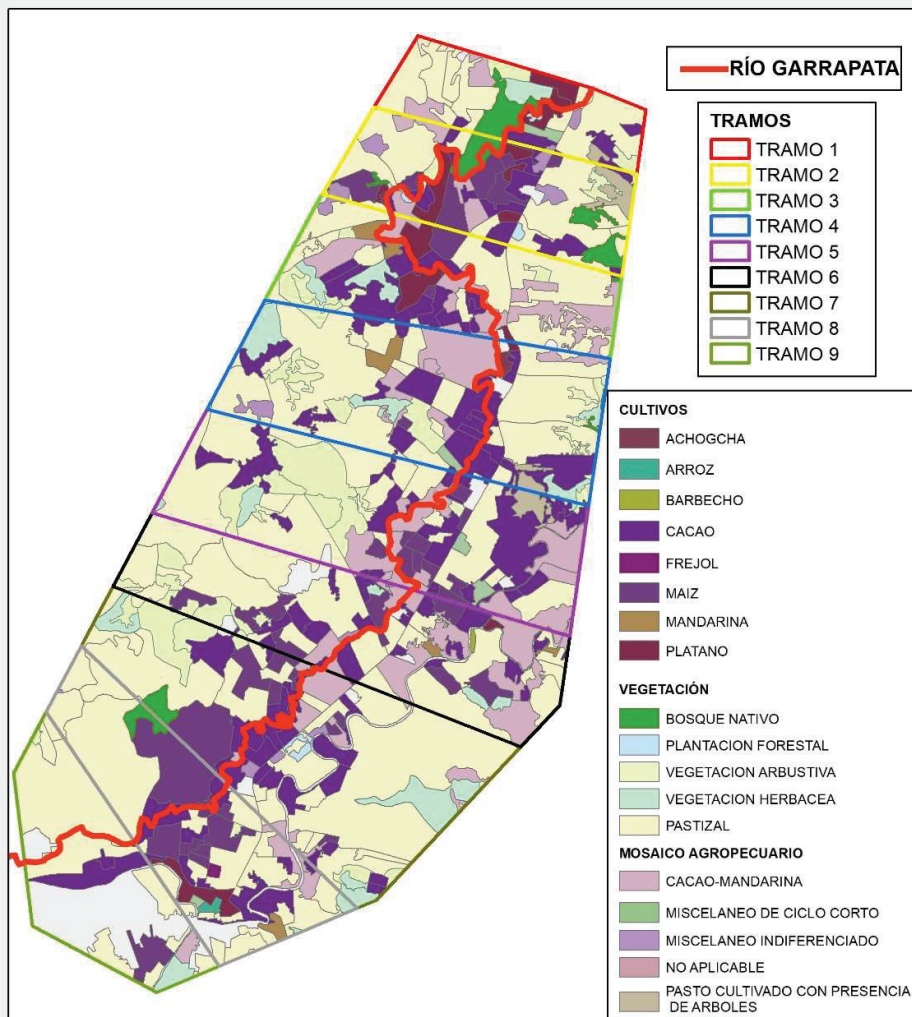 RÍO GARRAPATA
TRAMOS
TRAMO 1
TRAMO 2
TRAMO 3
TRAMO 4
TRAMO 5
TRAMO 6
TRAMO 7
TRAMO 8
TRAMO 9
CULTIVOS
ACHOGCHA
ARROZ
BARBECHO
CACAO
FREJOL
MAIZ
MANDARINA
PLATANO
VEGETACIÓN
BOSQUE NATIVO
PLANTACION FORESTAL
VEGETACION ARBUSTIVA
VEGETACION HERBACEA
PASTIZAL
MOSAICO AGROPECUARIO
CACAO-MANDARINA
MISCELANEO DE CICLO CORTO
MISCELANEO INDIFERENCIADO
NO APLICABLE
PASTO CULTIVADO CON PRESENCIA
DE ARBOLES